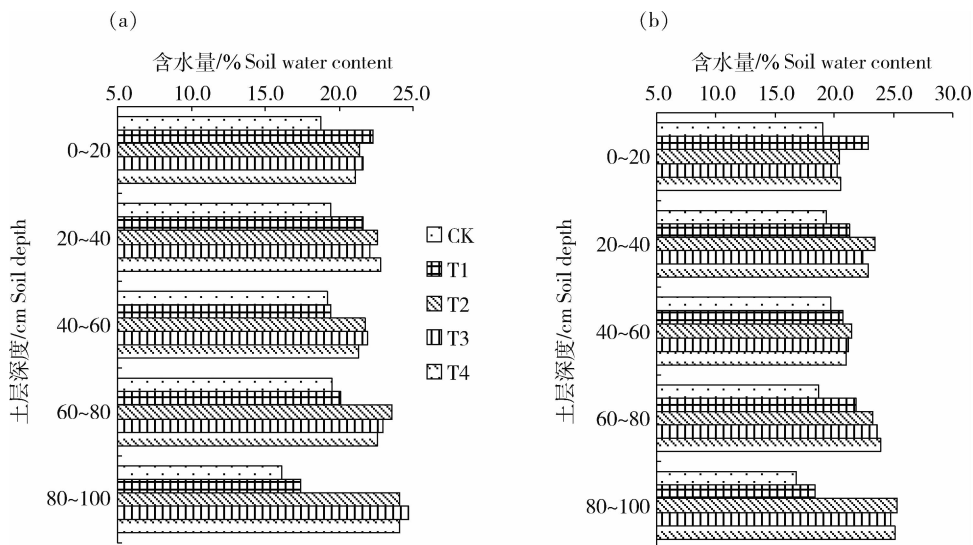 (a)
含水量/% Soil water content
5.0 10.0 15.0 20.0 25.0
土层深度/cm Soil depth
0~20
20~40
40~60
60~80
80~100
CK
T1
T2
T3
T4
(b)
含水量/% Soil water content
5.0 10.0 15.0 20.0 25.0 30.0
土层深度/cm Soil depth
0~20
20~40
40~60
60~80
80~100